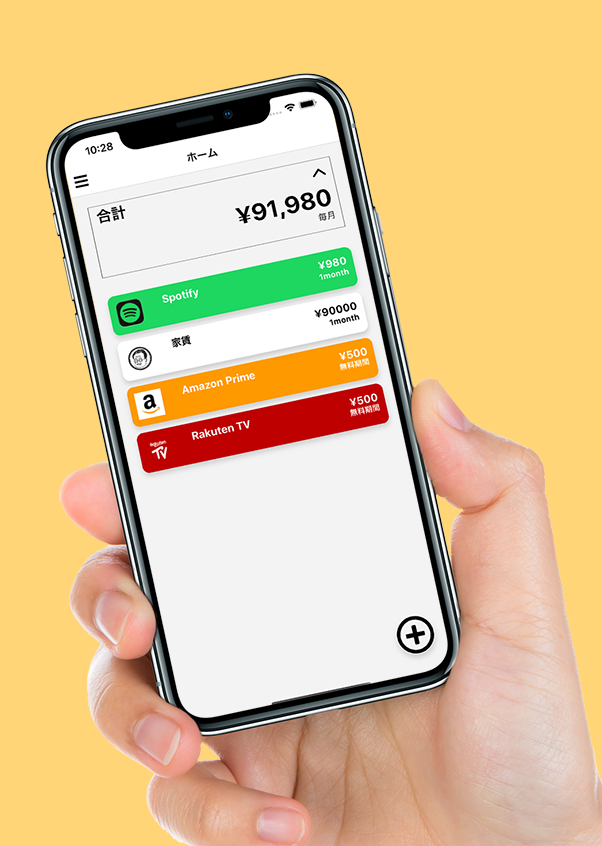 10:28
ホーム
合計
¥91,980
毎月
Spotify
¥980
1month
家賃
¥90000
1month
a
Amazon Prime
¥500
無料期間
Rakuten
TV
Rakuten TV
¥500
無料期間